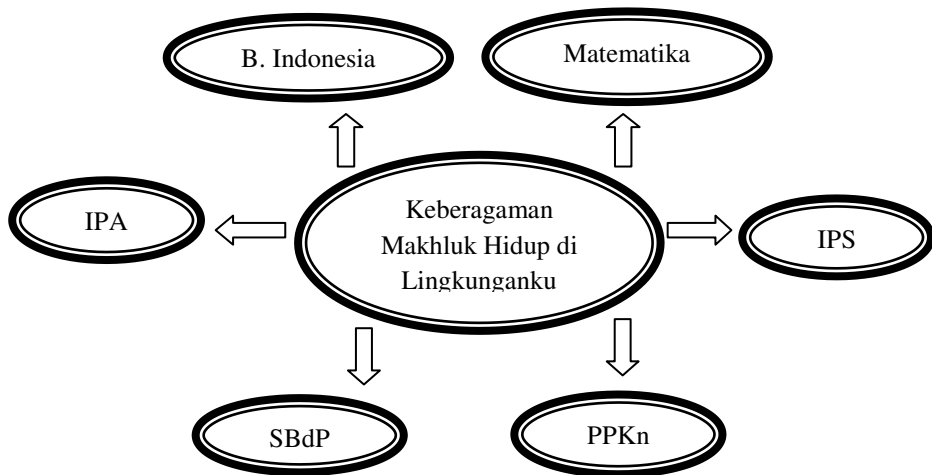 B. Indonesia
Matematika
IPA
Keberagaman
Makhluk Hidup di
Lingkunganku
IPS
SBdP
PPKn